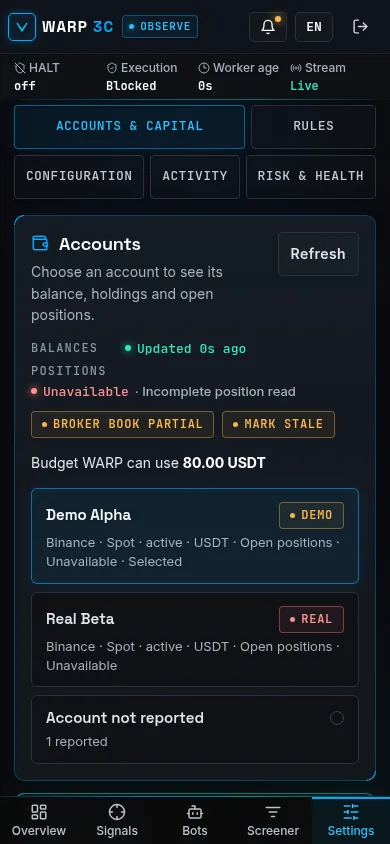 WARP 3C
OBSERVE
EN
HALT
off
Execution
Blocked
Worker age
0s
Stream
Live
ACCOUNTS & CAPITAL
RULES
CONFIGURATION
ACTIVITY
RISK & HEALTH
Accounts
Refresh
Choose an account to see its
balance, holdings and open
positions.
BALANCES
Updated 0s ago
POSITIONS
Unavailable · Incomplete position read
BROKER BOOK PARTIAL
MARK STALE
Budget WARP can use 80.00 USDT
Demo Alpha
DEMO
Binance · Spot · active · USDT · Open positions ·
Unavailable · Selected
Real Beta
REAL
Binance · Spot · active · USDT · Open positions ·
Unavailable
Account not reported
1 reported
Overview
Signals
Bots
Screener
Settings